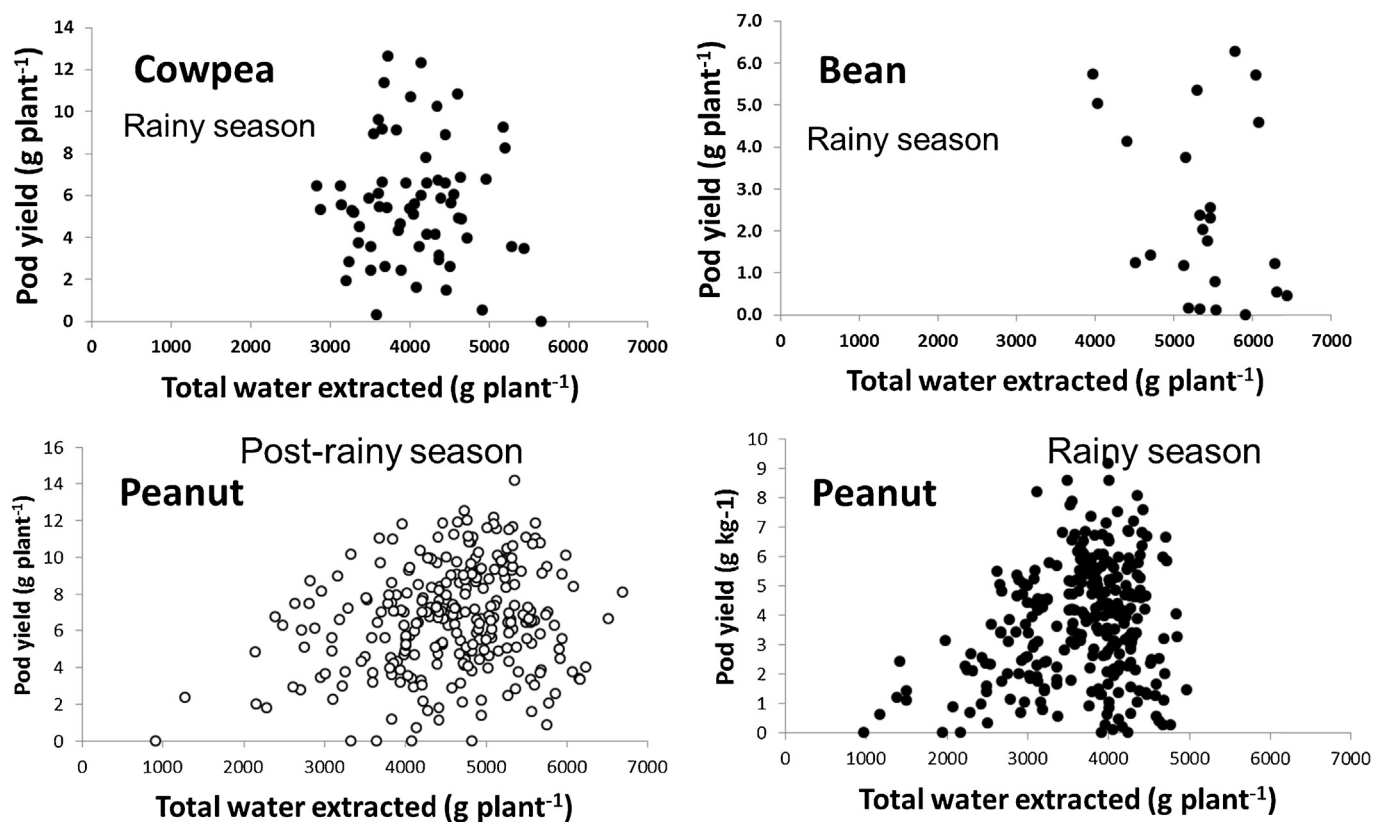 Pod yield (g plant⁻¹)
14
12
10
8
6
4
2
0
Cowpea
Rainy season
0 1000 2000 3000 4000 5000 6000 7000
Total water extracted (g plant⁻¹)
Pod yield (g plant⁻¹)
7.0
6.0
5.0
4.0
3.0
2.0
1.0
0.0
Bean
Rainy season
0 1000 2000 3000 4000 5000 6000 7000
Total water extracted (g plant⁻¹)
Pod yield (g plant⁻¹)
16
14
12
10
8
6
4
2
0
Post-rainy season
Peanut
0 1000 2000 3000 4000 5000 6000 7000
Total water extracted (g plant⁻¹)
Pod yield (g kg-1)
10
9
8
7
6
5
4
3
2
1
0
Rainy season
Peanut
0 1000 2000 3000 4000 5000 6000 7000
Total water extracted (g plant⁻¹)